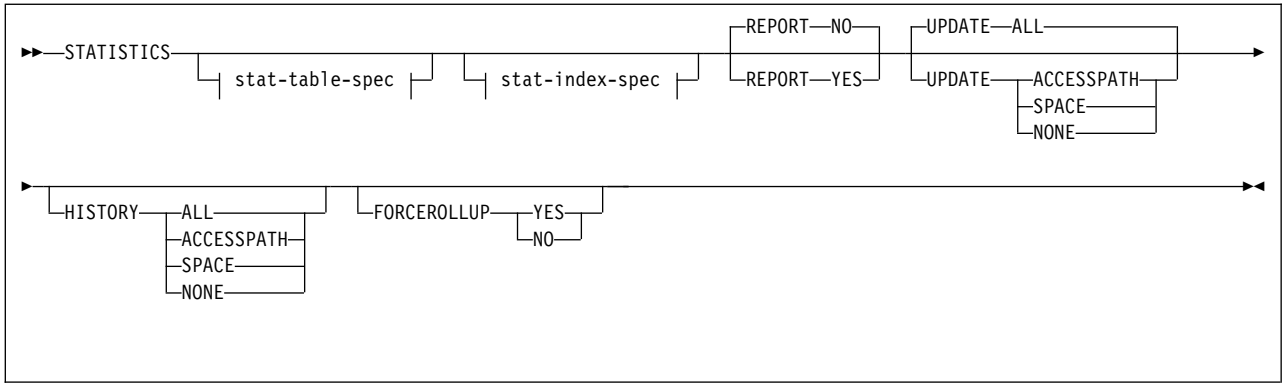 REPORT NO UPDATE ALL
STATISTICS
stat-table-spec stat-index-spec REPORT YES UPDATE ACCESSPATH
SPACE
NONE
HISTORY ALL FORCEROLLUP YES
ACCESSPATH NO
SPACE
NONE